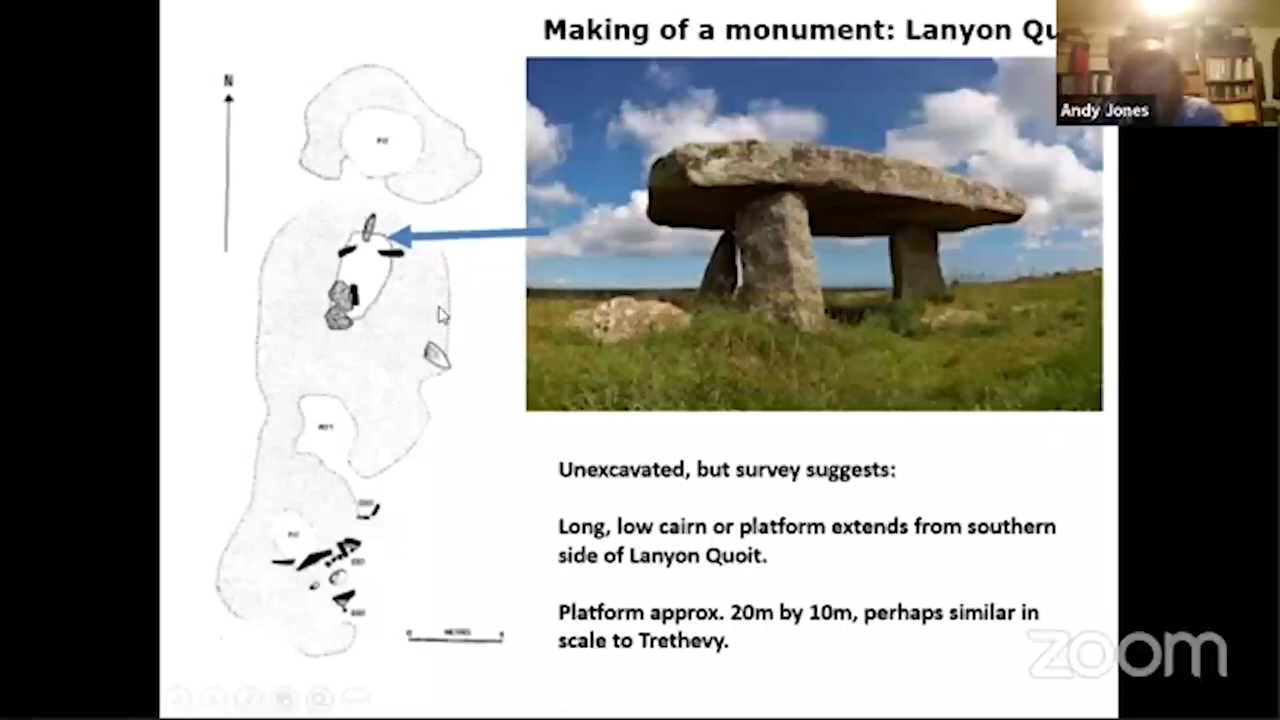 Making of a monument: Lanyon Qu
Andy Jones
N
Unexcavated, but survey suggests:
Long, low cairn or platform extends from southern
side of Lanyon Quoit.
Platform approx. 20m by 10m, perhaps similar in
scale to Trethevy.
METRES
zoom